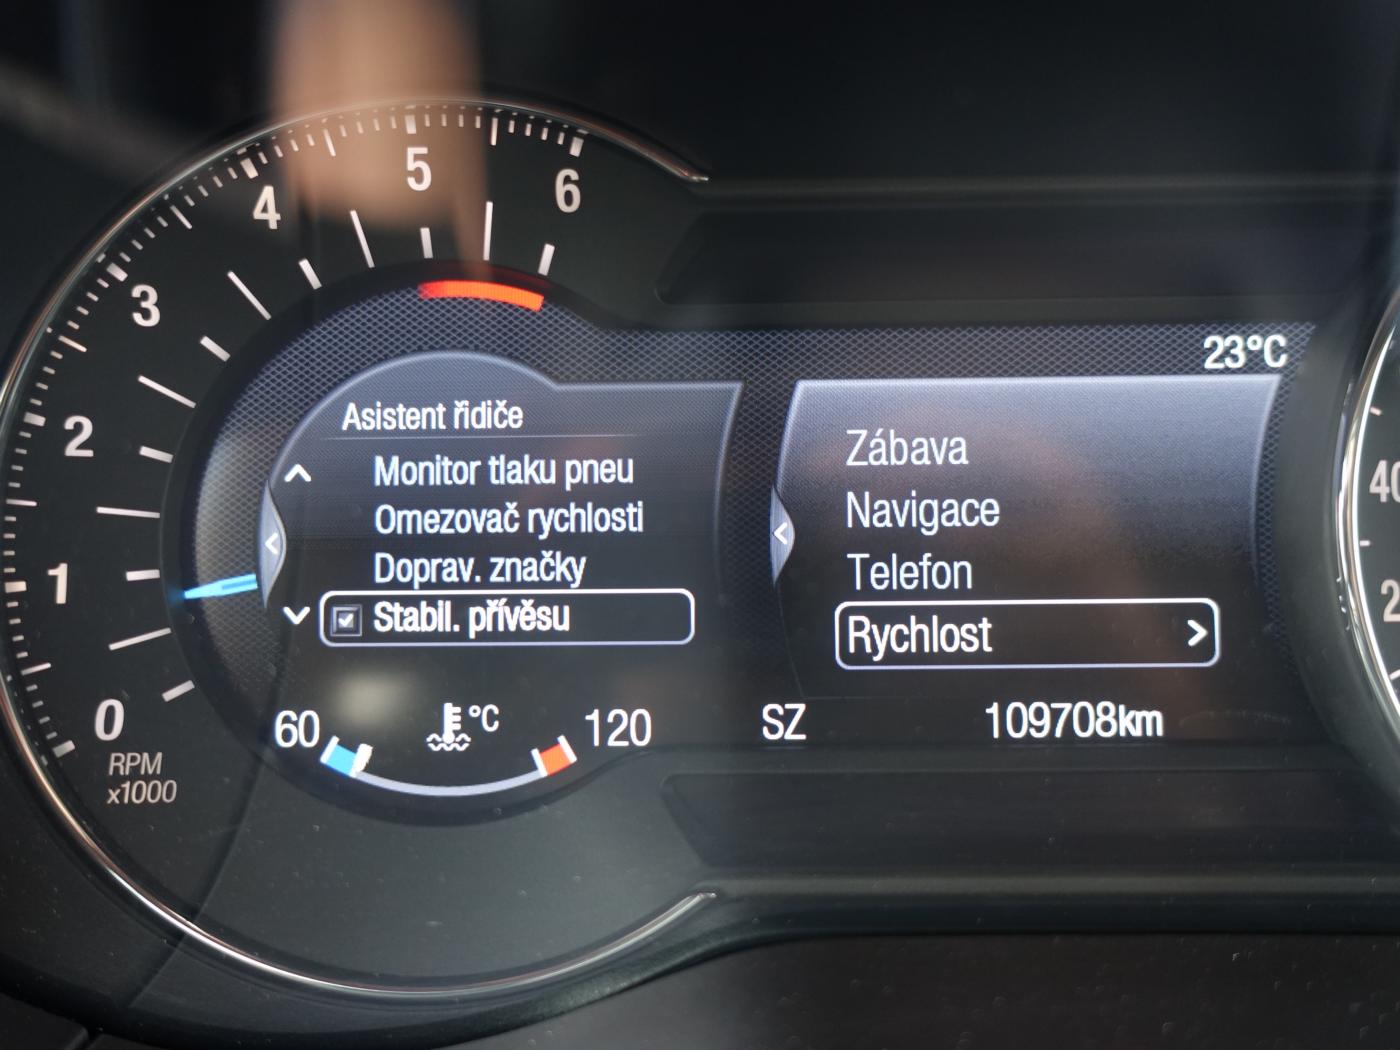 5
4
6
3
2
1
0
RPM
x1000
23°C
Asistent řidiče
Monitor tlaku pneu
Omezovač rychlosti
Doprav. značky
Stabil. přívěsu
Zábava
Navigace
Telefon
Rychlost
60
°C
120
SZ
109708km